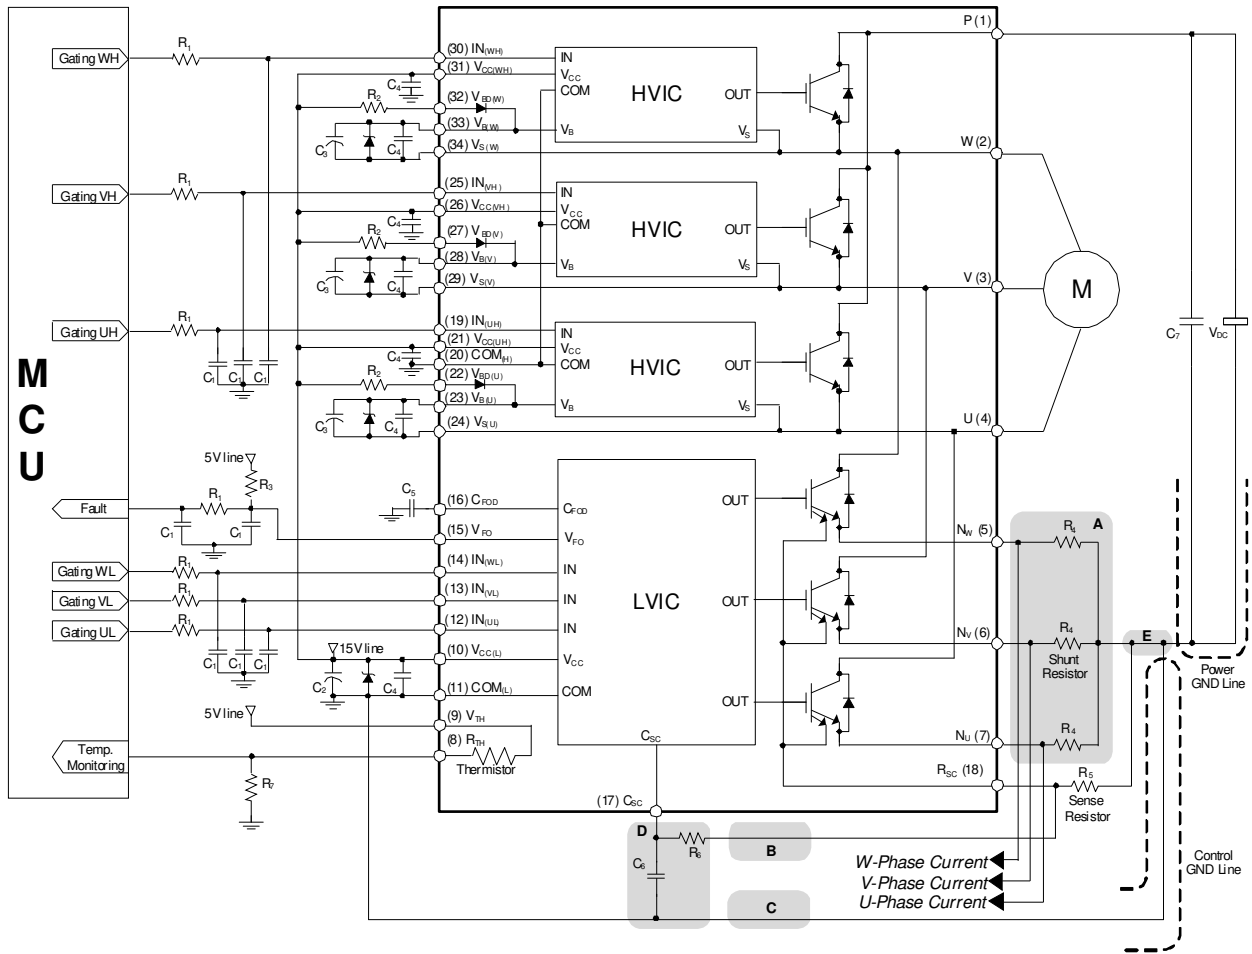 MCU
Gating WH
Gating VH
Gating UH
Fault
Gating WL
Gating VL
Gating UL
Temp.
Monitoring
R1
R1
R1
R2
R2
R2
C4
C4
C4
C3
C4
C3
C4
C3
C4
C1
C1
C1
5V line
R3
R1
C1
C1
C5
R1
R1
R1
C1
C1
C1
15V line
C2
C4
5V line
R7
(30) IN(WH)
(31) VCC(WH)
(32) VBD(W)
(33) VB(W)
(34) VS(W)
(25) IN(VH)
(26) VCC(VH)
(27) VBD(V)
(28) VB(V)
(29) VS(V)
(19) IN(UH)
(21) VCC(UH)
(20) COM(H)
(22) VBD(U)
(23) VB(U)
(24) VS(U)
(16) CFOD
(15) VFO
(14) IN(WL)
(13) IN(VL)
(12) IN(UL)
(10) VCC(L)
(11) COM(L)
(9) VTH
(8) RTH
Thermistor
(17) CSC
IN
VCC
COM
VB
HVIC
OUT
VS
IN
VCC
COM
VB
HVIC
OUT
VS
IN
VCC
COM
VB
HVIC
OUT
VS
CFOD
VFO
IN
IN
IN
VCC
COM
LVIC
OUT
OUT
OUT
CSC
P (1)
W (2)
V (3)
U (4)
NW (5)
NV (6)
NU (7)
RSC (18)
M
C7
VDC
A
R4
R4
Shunt
Resistor
R4
E
R5
Sense
Resistor
Power
GND Line
Control
GND Line
D
R6
C6
B
C
W-Phase Current
V-Phase Current
U-Phase Current